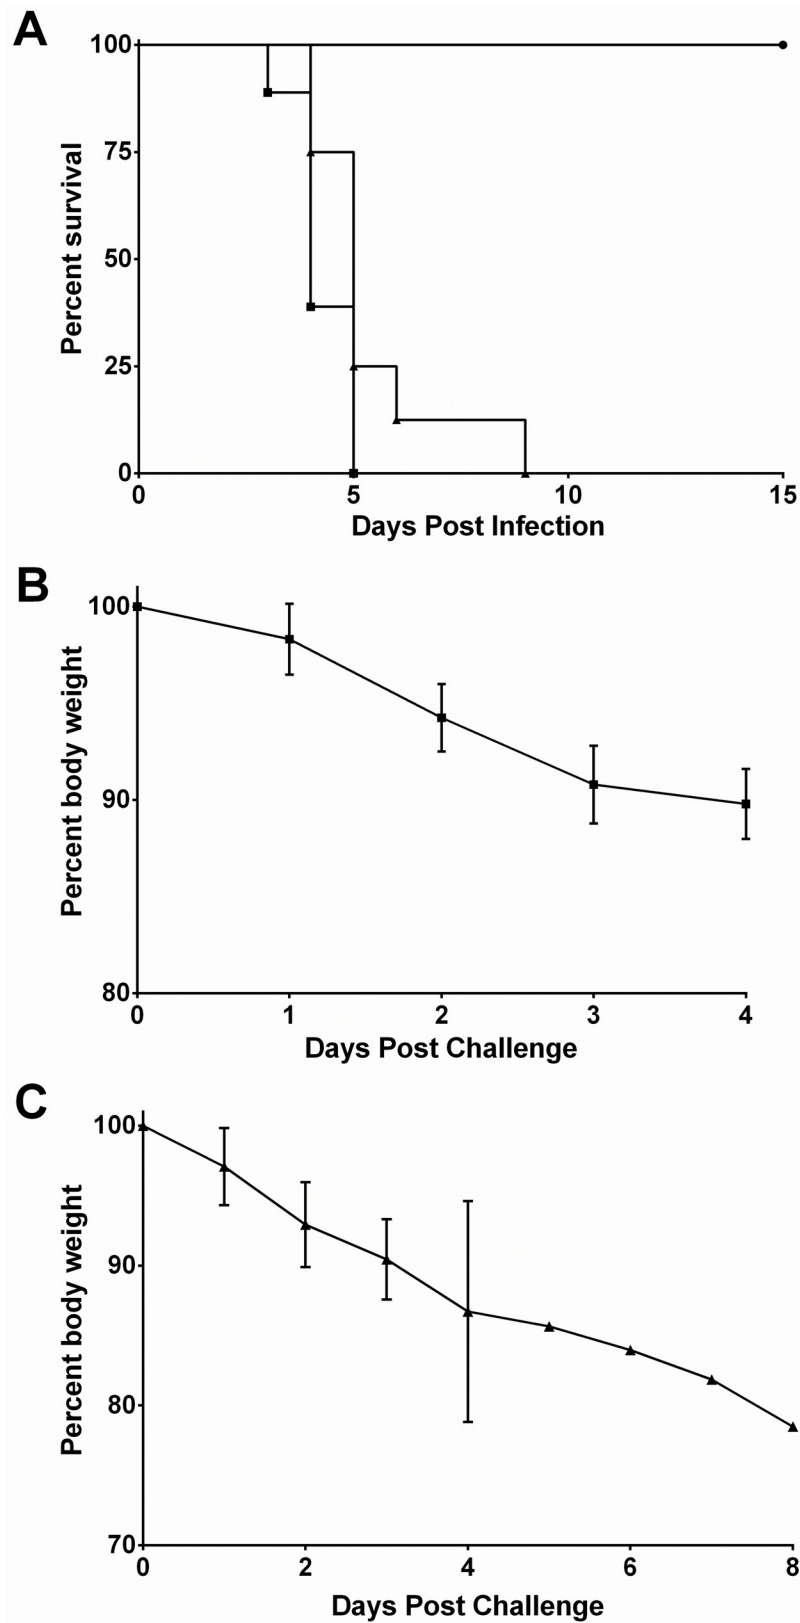 A
100
75
50
25
0
0 5 10 15
Percent survival
Days Post Infection
B
100
90
80
0 1 2 3 4
Percent body weight
Days Post Challenge
C
100
90
80
70
0 2 4 6 8
Percent body weight
Days Post Challenge